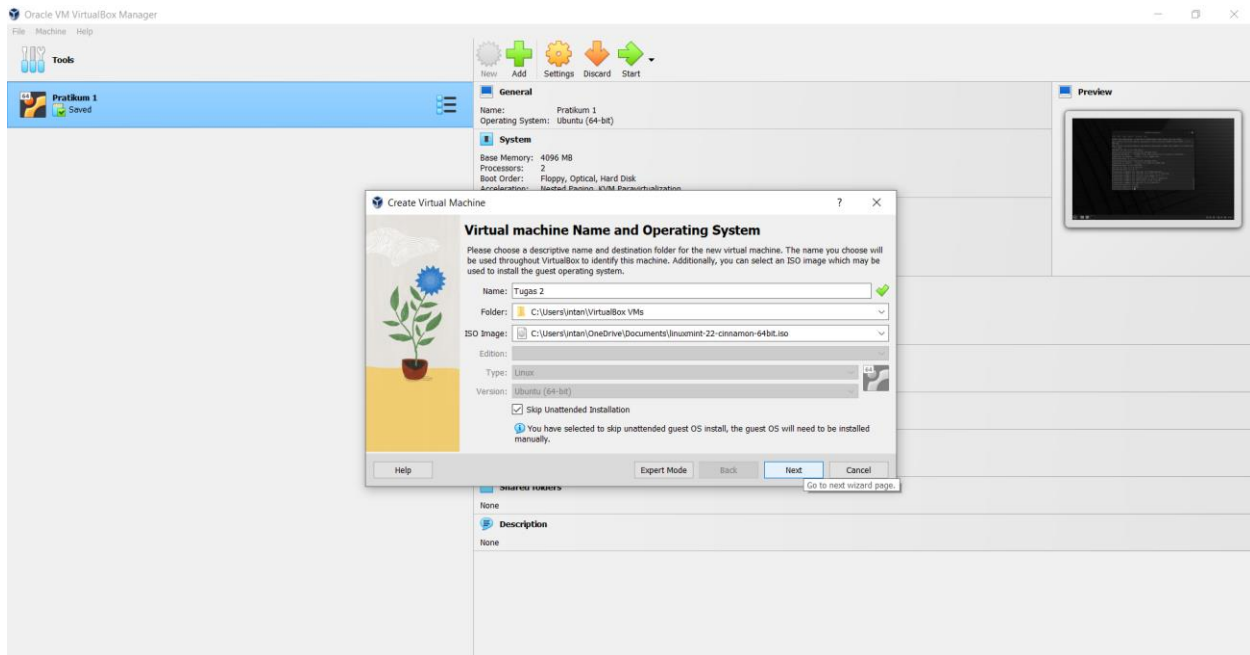 Oracle VM VirtualBox Manager
File Machine Help
Tools
New Add Settings Discard Start
Pratikum 1
Saved
General
Name: Pratikum 1
Operating System: Ubuntu (64-bit)
System
Base Memory: 4096 MB
Processors: 2
Boot Order: Floppy, Optical, Hard Disk
Acceleration: Nested Paging, KVM Paravirtualization
Preview
Create Virtual Machine
Virtual machine Name and Operating System
Please choose a descriptive name and destination folder for the new virtual machine. The name you choose will
be used throughout VirtualBox to identify this machine. Additionally, you can select an ISO image which may be
used to install the guest operating system.
Name: Tugas 2
Folder: C:\Users\intan\VirtualBox VMs
ISO Image: C:\Users\intan\OneDrive\Documents\linuxmint-22-cinnamon-64bit.iso
Edition:
Type: Linux
64
Version: Ubuntu (64-bit)
Skip Unattended Installation
You have selected to skip unattended guest OS install, the guest OS will need to be installed
manually.
Help Expert Mode Back Next Cancel
Go to next wizard page.
Shared folders
None
Description
None